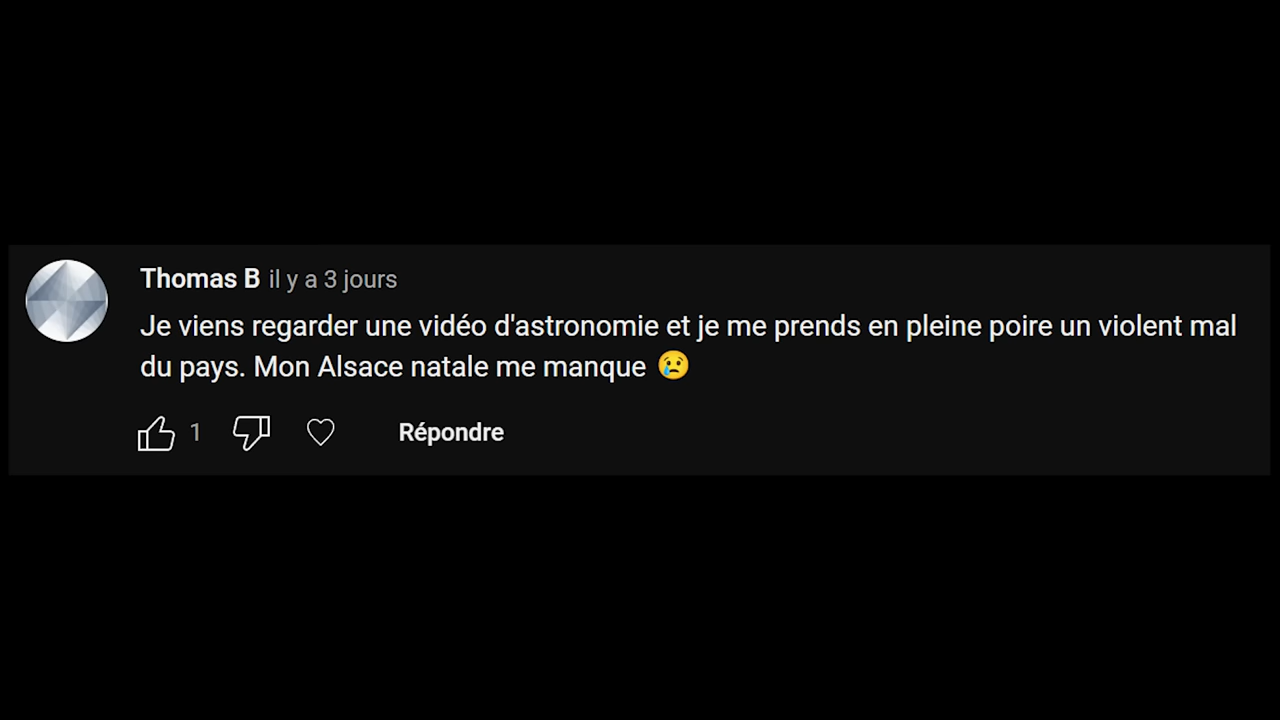 Thomas B il y a 3 jours
Je viens regarder une vidéo d'astronomie et je me prends en pleine poire un violent mal
du pays. Mon Alsace natale me manque 😢
1 Répondre